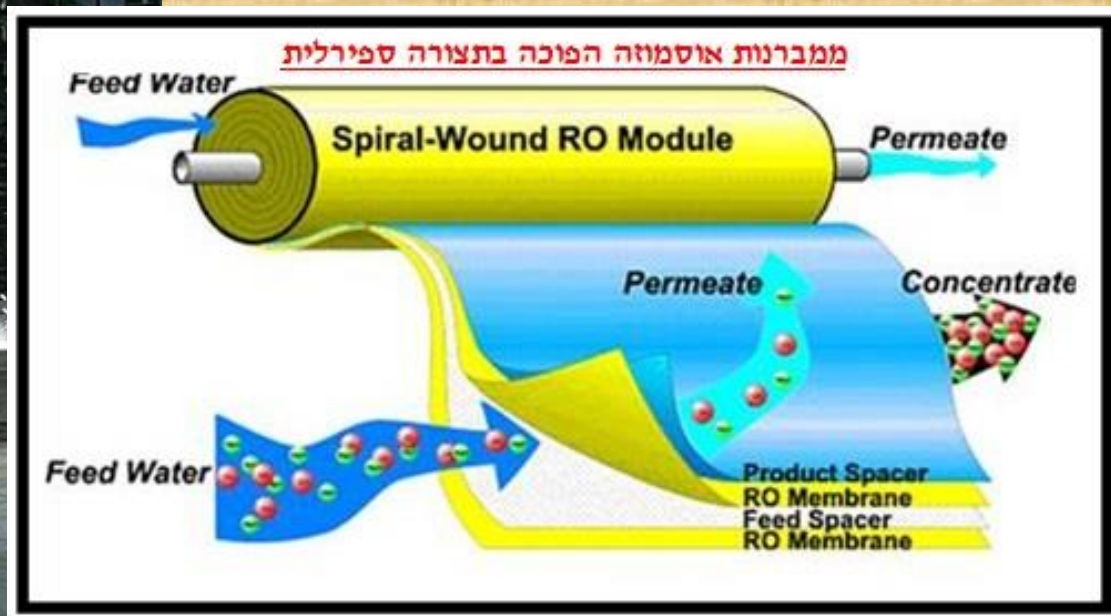 ממברנות אוסמוזה הפוכה בתצורה ספירלית
Feed Water
Spiral-Wound RO Module
Permeate
Permeate
Concentrate
Feed Water
Product Spacer
RO Membrane
Feed Spacer
RO Membrane